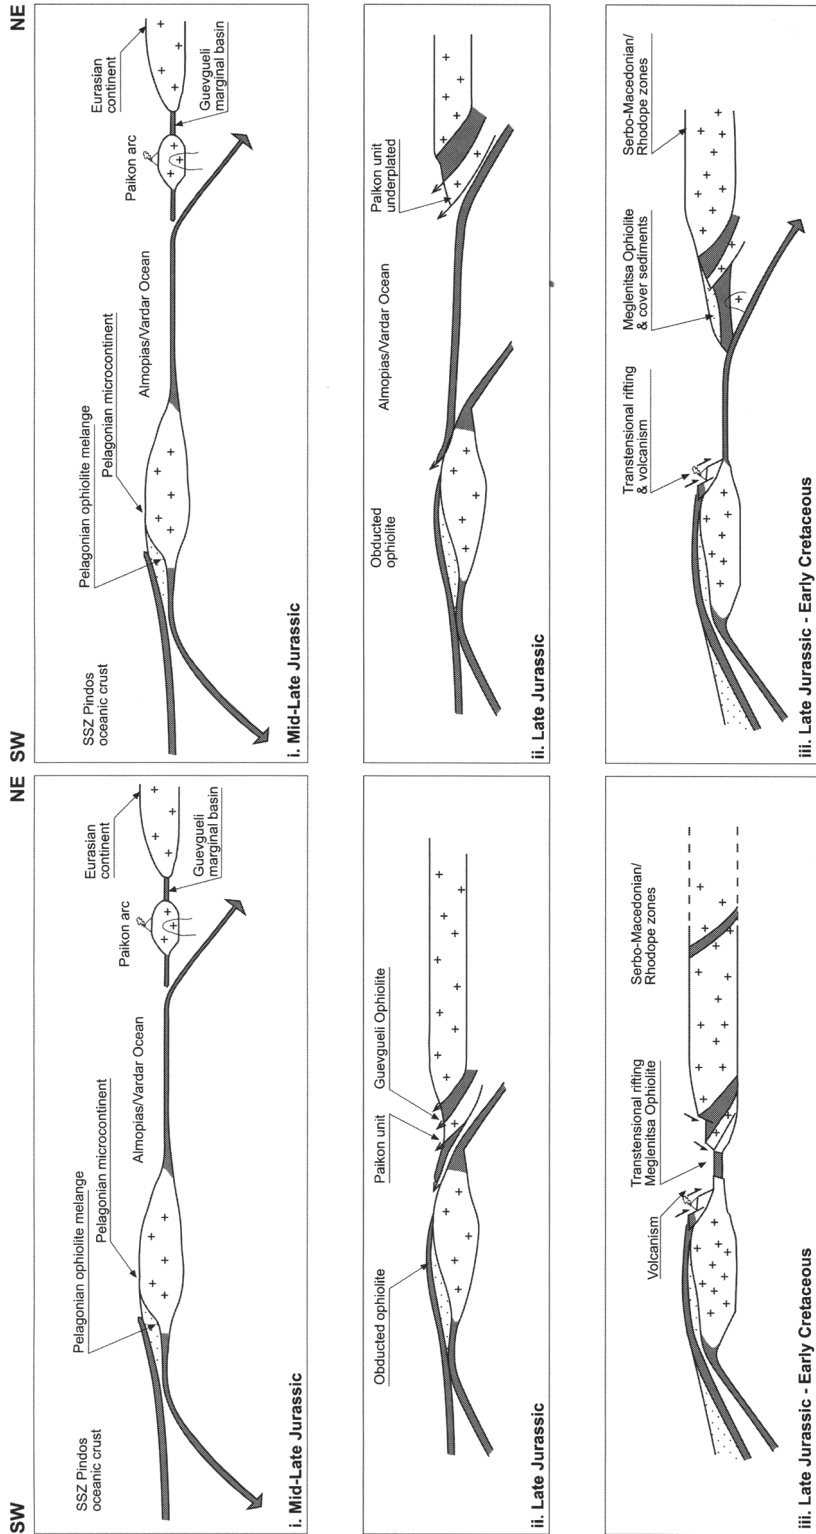 SW
NE
SSZ Pindos
oceanic crust
Pelagonian ophiolite melange
Pelagonian microcontinent
Almopias/Vardar Ocean
Paikon arc
Eurasian
continent
Guevgueli
marginal basin
i. Mid-Late Jurassic
Obducted ophiolite
Paikon unit
Guevgueli Ophiolite
ii. Late Jurassic
Volcanism
Transtensional rifting
Meglenitsa Ophiolite
Serbo-Macedonian/
Rhodope zones
iii. Late Jurassic - Early Cretaceous
SW
NE
SSZ Pindos
oceanic crust
Pelagonian ophiolite melange
Pelagonian microcontinent
Almopias/Vardar Ocean
Paikon arc
Eurasian
continent
Guevgueli
marginal basin
i. Mid-Late Jurassic
Obducted
ophiolite
Almopias/Vardar Ocean
Paikon unit
underplated
ii. Late Jurassic
Transtensional rifting
& volcanism
Meglenitsa Ophiolite
& cover sediments
Serbo-Macedonian/
Rhodope zones
iii. Late Jurassic - Early Cretaceous